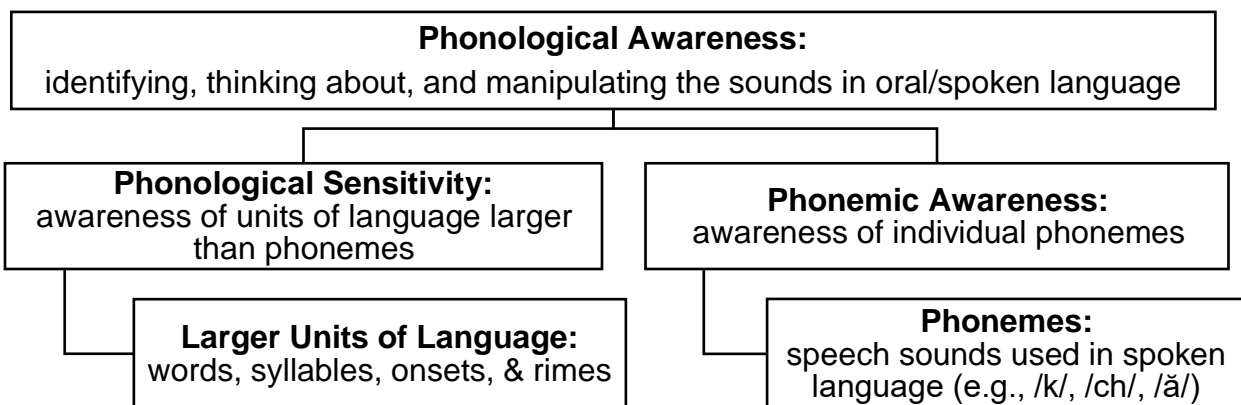 Phonological Awareness:
identifying, thinking about, and manipulating the sounds in oral/spoken language
Phonological Sensitivity:
awareness of units of language larger
than phonemes
Phonemic Awareness:
awareness of individual phonemes
Larger Units of Language:
words, syllables, onsets, & rimes
Phonemes:
speech sounds used in spoken
language (e.g., /k/, /ch/, /ă/)